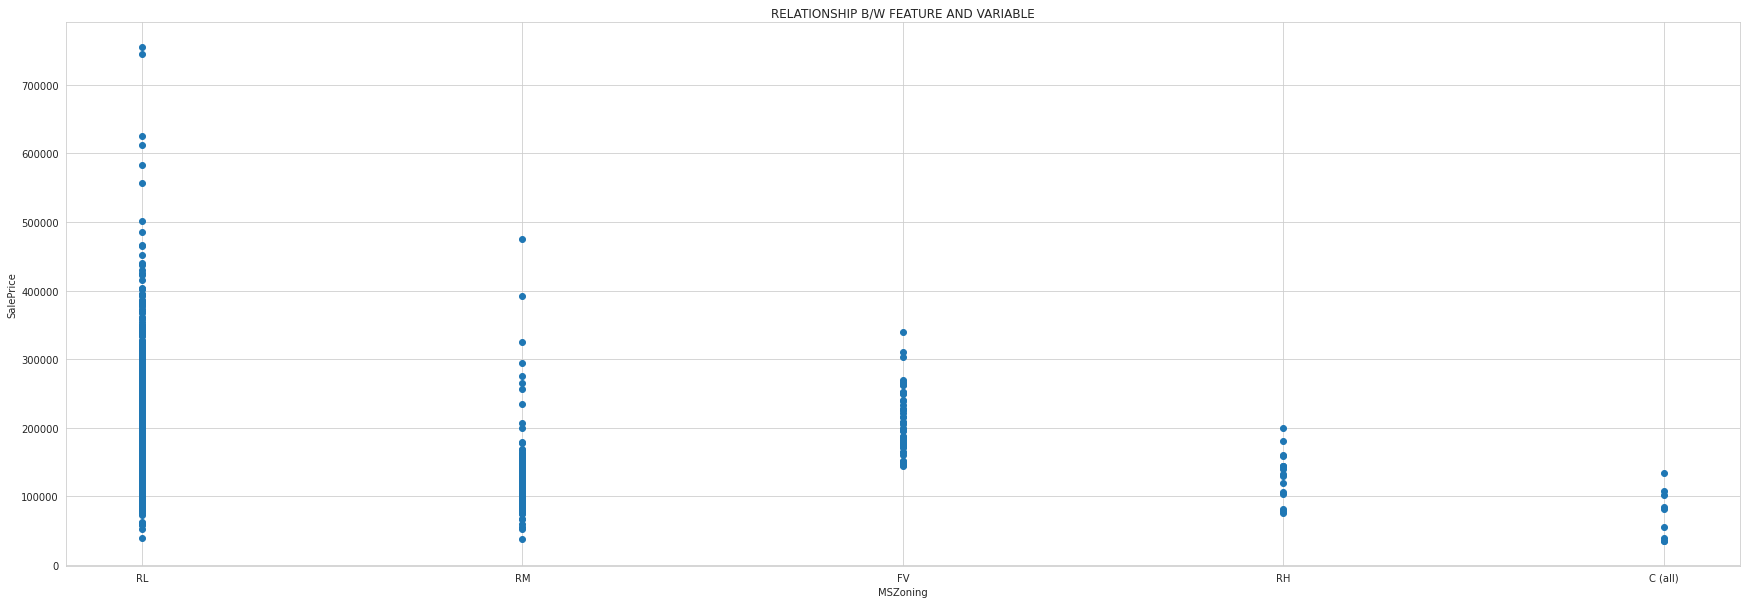 RELATIONSHIP B/W FEATURE AND VARIABLE
700000
600000
500000
400000
300000
200000
100000
0
SalePrice
RL RM FV RH C (all)
MSZoning